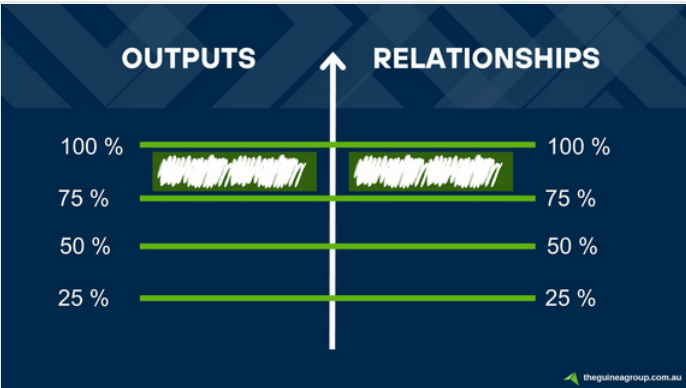 OUTPUTS RELATIONSHIPS
100 % 100 %
75 % 75 %
50 % 50 %
25 % 25 %
theguineagroup.com.au